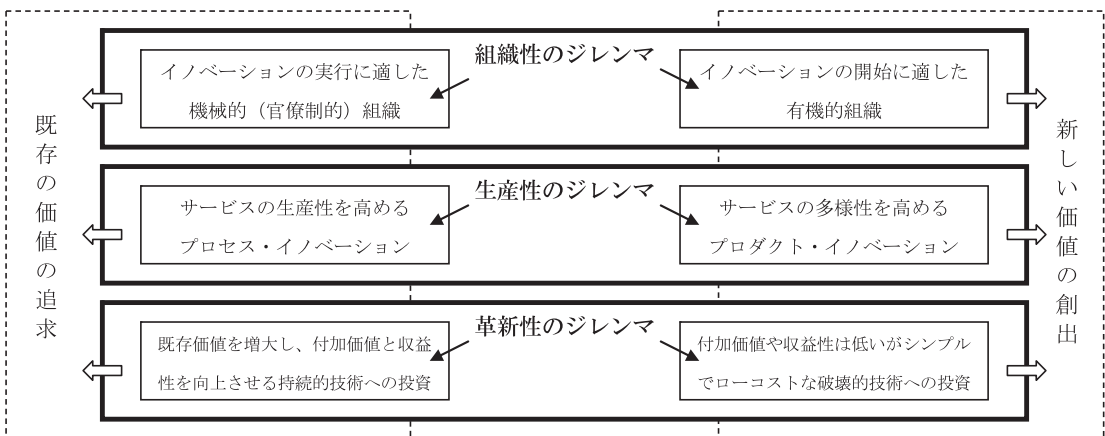 既存の価値の追求
組織性のジレンマ
イノベーションの実行に適した
機械的（官僚制的）組織
イノベーションの開始に適した
有機的組織
生産性のジレンマ
サービスの生産性を高める
プロセス・イノベーション
サービスの多様性を高める
プロダクト・イノベーション
革新性のジレンマ
既存価値を増大し、付加価値と収益
性を向上させる持続的技術への投資
付加価値や収益性は低いがシンプル
でローコストな破壊的技術への投資
新しい価値の創出